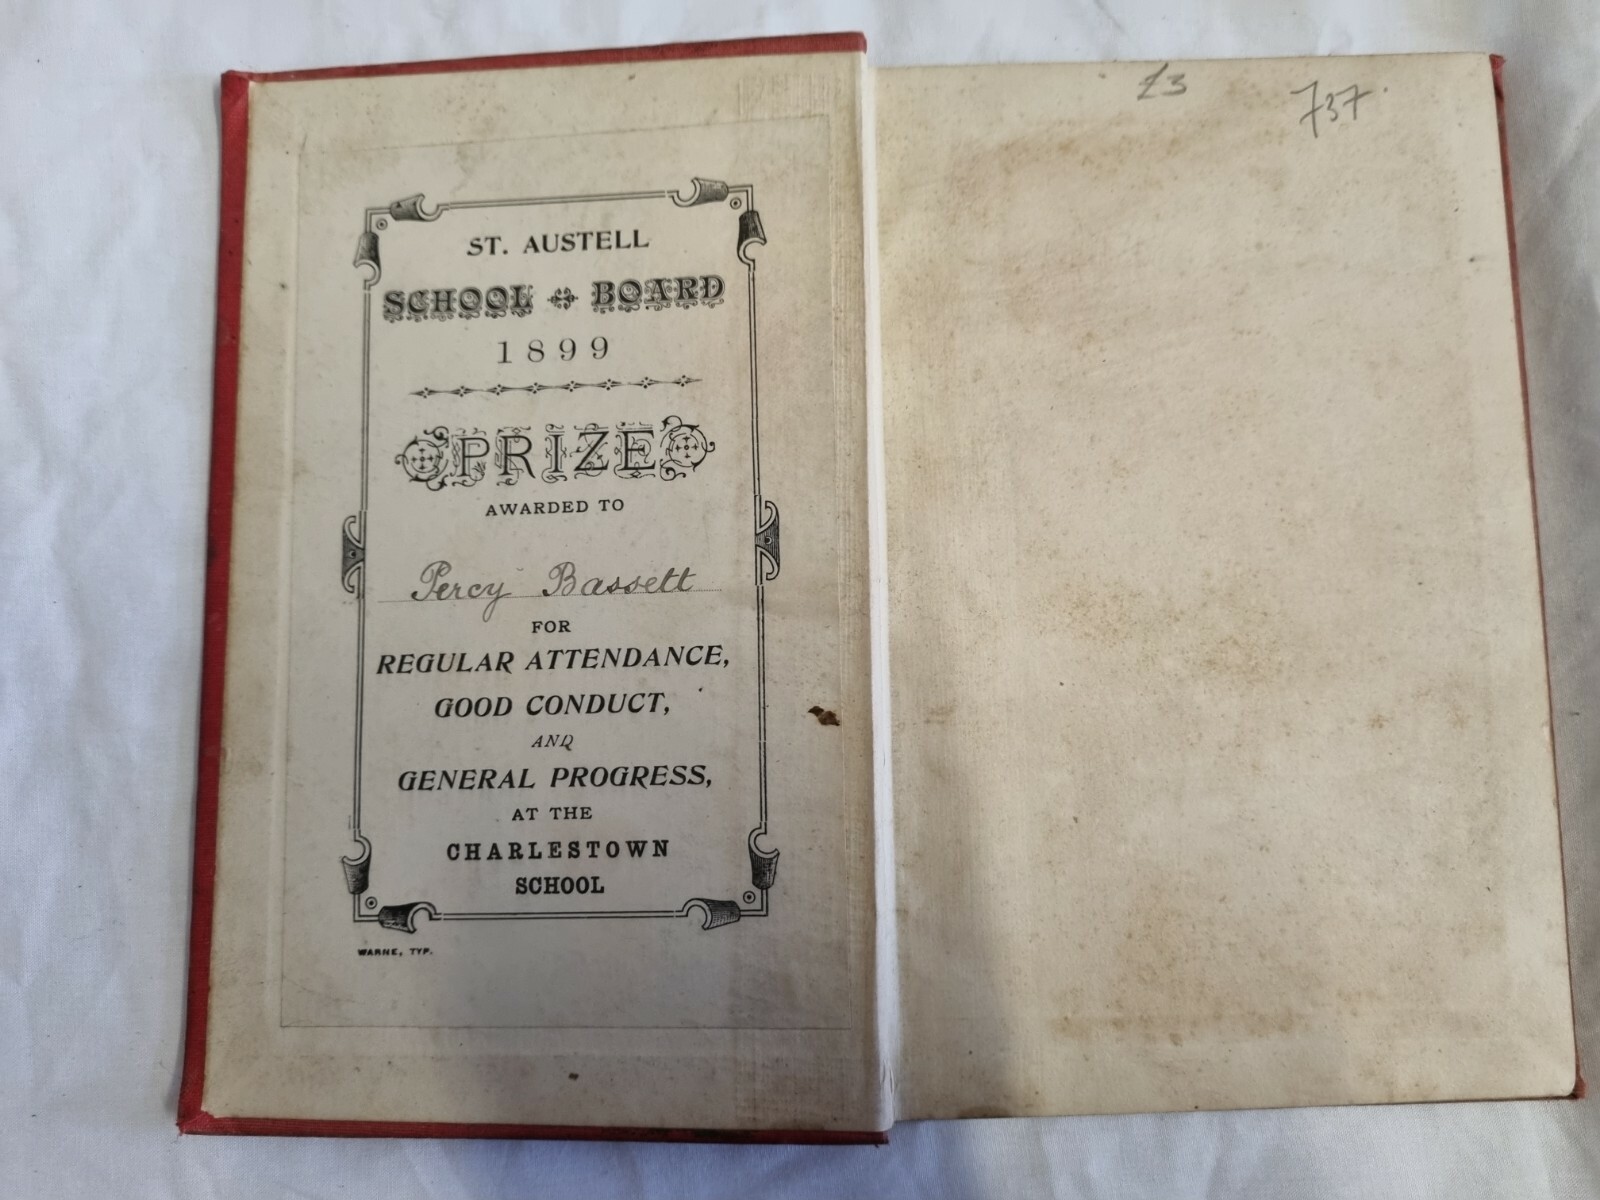 ST. AUSTELL
SCHOOL BOARD
1899
PRIZE
AWARDED TO
Percy Bassett
FOR
REGULAR ATTENDANCE,
GOOD CONDUCT,
AND
GENERAL PROGRESS,
AT THE
CHARLESTOWN
SCHOOL
WARNE, TYP.
£3
737